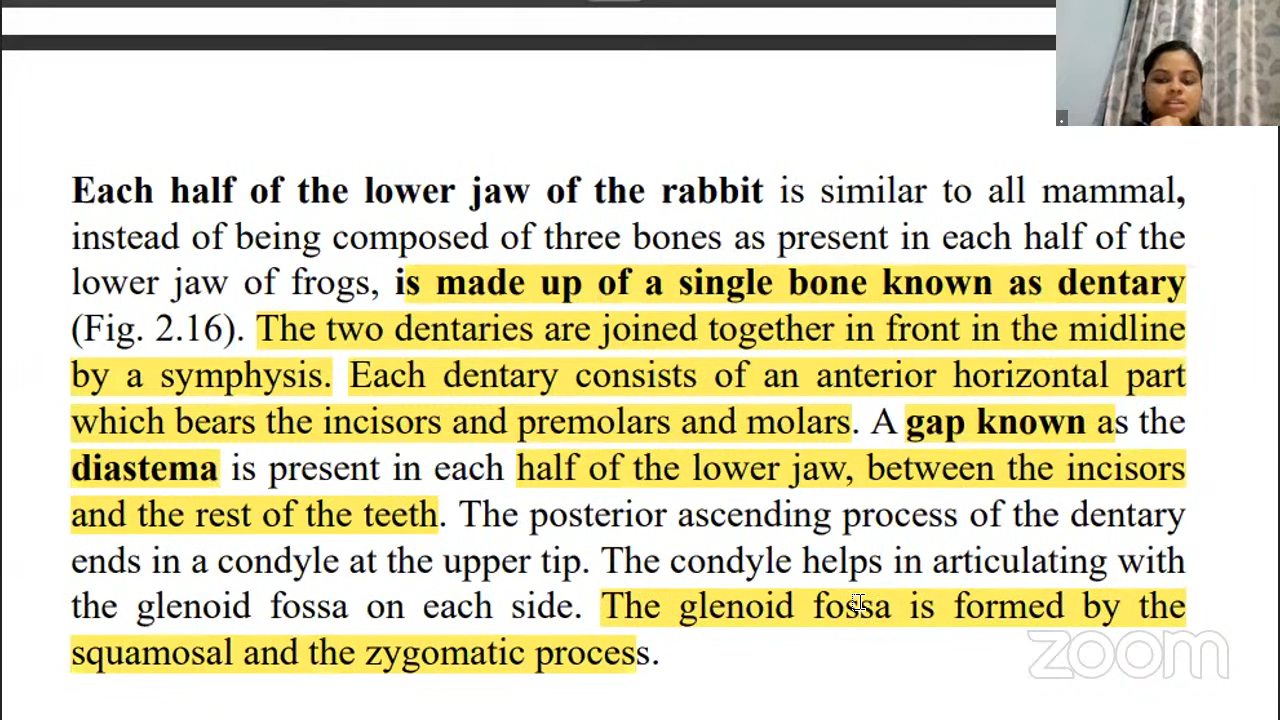 Each half of the lower jaw of the rabbit is similar to all mammal,
instead of being composed of three bones as present in each half of the
lower jaw of frogs, is made up of a single bone known as dentary
(Fig. 2.16). The two dentaries are joined together in front in the midline
by a symphysis. Each dentary consists of an anterior horizontal part
which bears the incisors and premolars and molars. A gap known as the
diastema is present in each half of the lower jaw, between the incisors
and the rest of the teeth. The posterior ascending process of the dentary
ends in a condyle at the upper tip. The condyle helps in articulating with
the glenoid fossa on each side. The glenoid fossa is formed by the
squamosal and the zygomatic process.
zoom